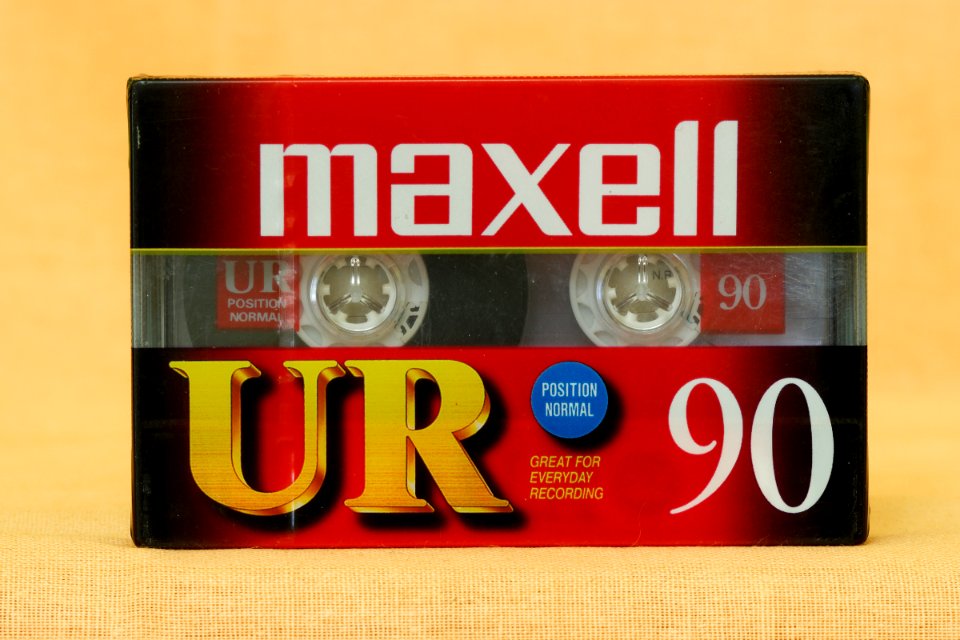 maxell
UR
POSITION
NORMAL
90
UR
POSITION
NORMAL
GREAT FOR
EVERYDAY
RECORDING
90